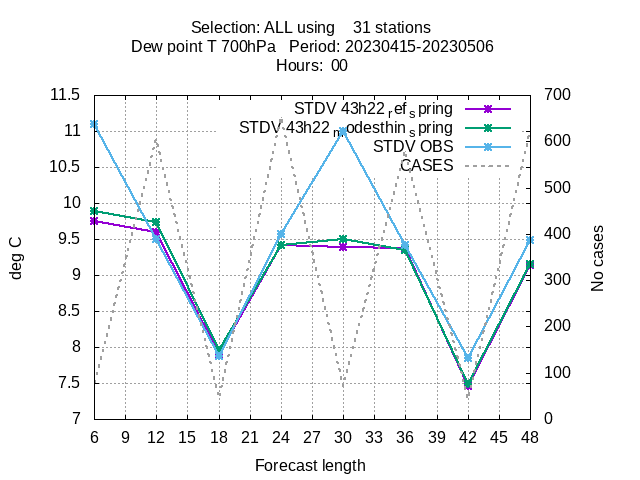 Selection: ALL using    31 stations
Dew point T 700hPa   Period: 20230415-20230506
Hours:  00
STDV 43h22_ref_spring
STDV 43h22_modesthin_spring
STDV OBS
CASES
11.5
11
10.5
10
9.5
9
8.5
8
7.5
7
deg C
700
600
500
400
300
200
100
0
No cases
6 9 12 15 18 21 24 27 30 33 36 39 42 45 48
Forecast length